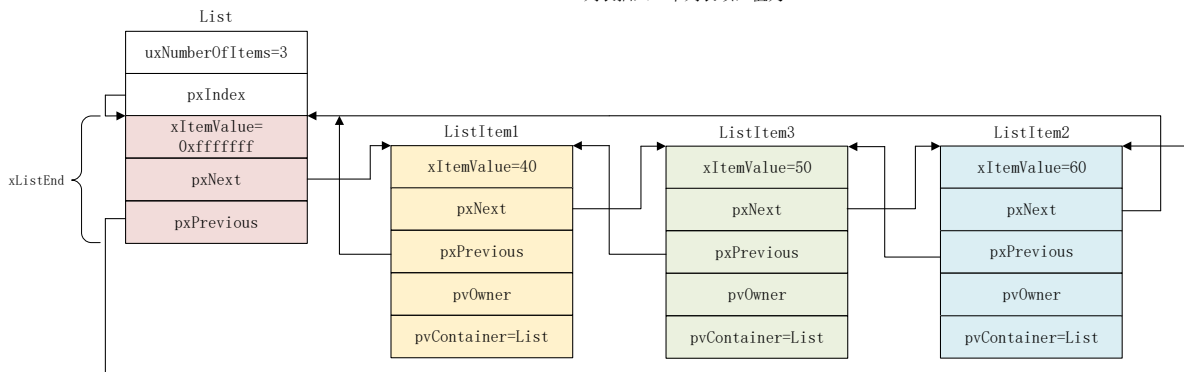 List
uxNumberOfItems=3
pxIndex
xItemValue=
0xfffffff
pxNext
pxPrevious
xListEnd
ListItem1
xItemValue=40
pxNext
pxPrevious
pvOwner
pvContainer=List
ListItem3
xItemValue=50
pxNext
pxPrevious
pvOwner
pvContainer=List
ListItem2
xItemValue=60
pxNext
pxPrevious
pvOwner
pvContainer=List